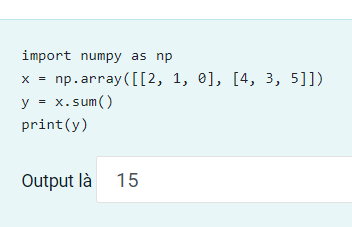 import numpy as np
x = np.array([[2, 1, 0], [4, 3, 5]])
y = x.sum()
print(y)
Output là 15